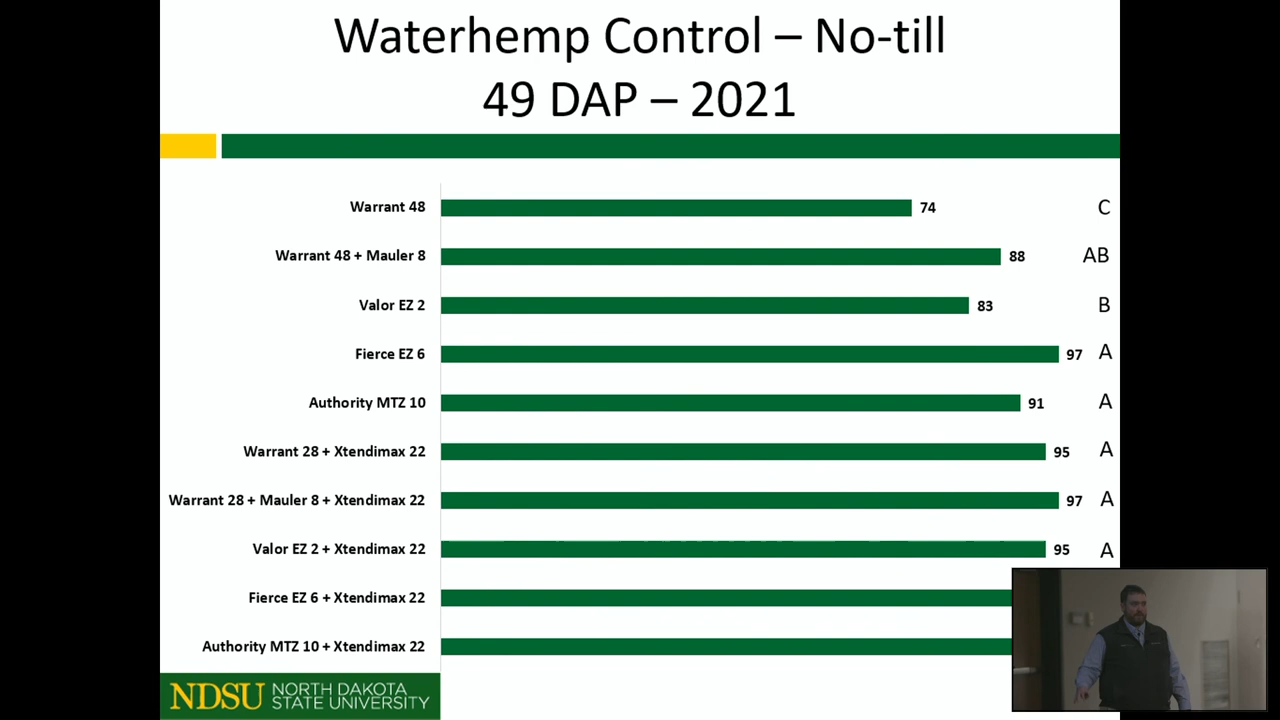 Waterhemp Control – No-till
49 DAP – 2021
Warrant 48 74 C
Warrant 48 + Mauler 8 88 AB
Valor EZ 2 83 B
Fierce EZ 6 97 A
Authority MTZ 10 91 A
Warrant 28 + Xtendimax 22 95 A
Warrant 28 + Mauler 8 + Xtendimax 22 97 A
Valor EZ 2 + Xtendimax 22 95 A
Fierce EZ 6 + Xtendimax 22
Authority MTZ 10 + Xtendimax 22
NDSU NORTH DAKOTA
STATE UNIVERSITY